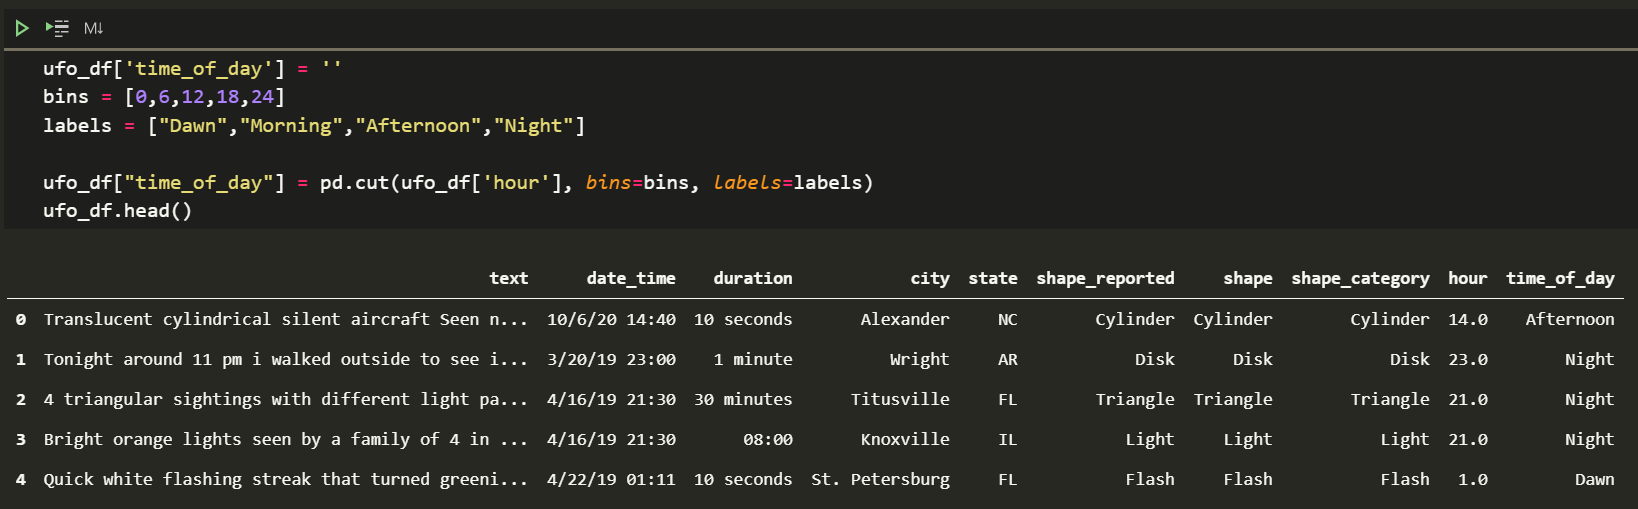 M↓
ufo_df['time_of_day'] = ''
bins = [0,6,12,18,24]
labels = ["Dawn","Morning","Afternoon","Night"]
ufo_df["time_of_day"] = pd.cut(ufo_df['hour'], bins=bins, labels=labels)
ufo_df.head()
text date_time duration city state shape_reported shape shape_category hour time_of_day
0 Translucent cylindrical silent aircraft Seen n... 10/6/20 14:40 10 seconds Alexander NC Cylinder Cylinder Cylinder 14.0 Afternoon
1 Tonight around 11 pm i walked outside to see i... 3/20/19 23:00 1 minute Wright AR Disk Disk Disk 23.0 Night
2 4 triangular sightings with different light pa... 4/16/19 21:30 30 minutes Titusville FL Triangle Triangle Triangle 21.0 Night
3 Bright orange lights seen by a family of 4 in ... 4/16/19 21:30 08:00 Knoxville IL Light Light Light 21.0 Night
4 Quick white flashing streak that turned greeni... 4/22/19 01:11 10 seconds St. Petersburg FL Flash Flash Flash 1.0 Dawn